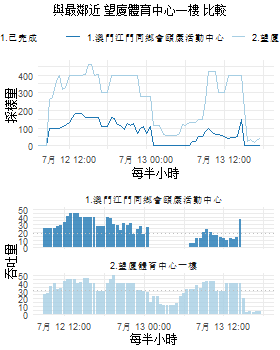 與最鄰近 望廈體育中心一樓 比較
1.已完成
1.澳門江門同鄉會頤康活動中心
2.望廈
採樣量
400
300
200
100
0
7月 12 12:00
7月 13 00:00
7月 13 12:00
每半小時
1.澳門江門同鄉會頤康活動中心
50
40
30
20
10
0
2.望廈體育中心一樓
50
40
30
20
10
0
吞吐量
7月 12 12:00
7月 13 00:00
7月 13 12:00
每半小時